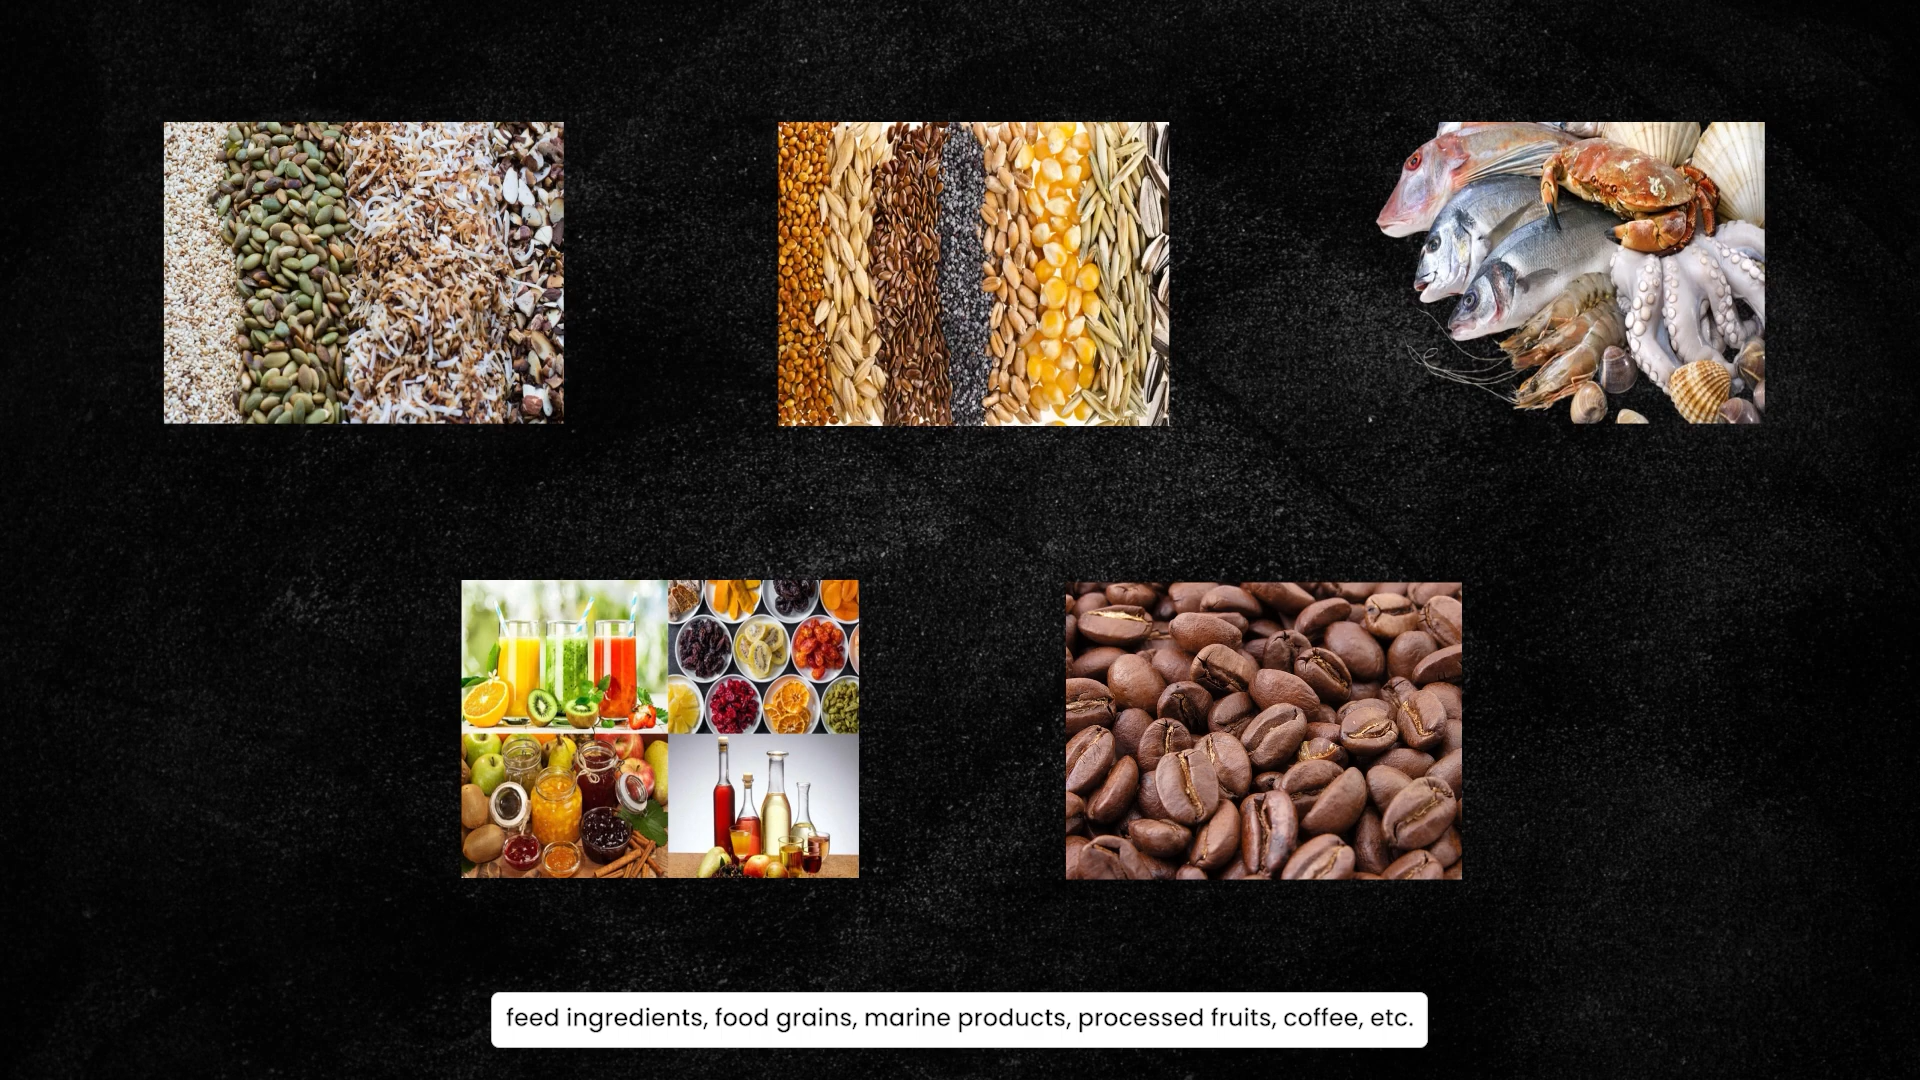 feed ingredients, food grains, marine products, processed fruits, coffee, etc.